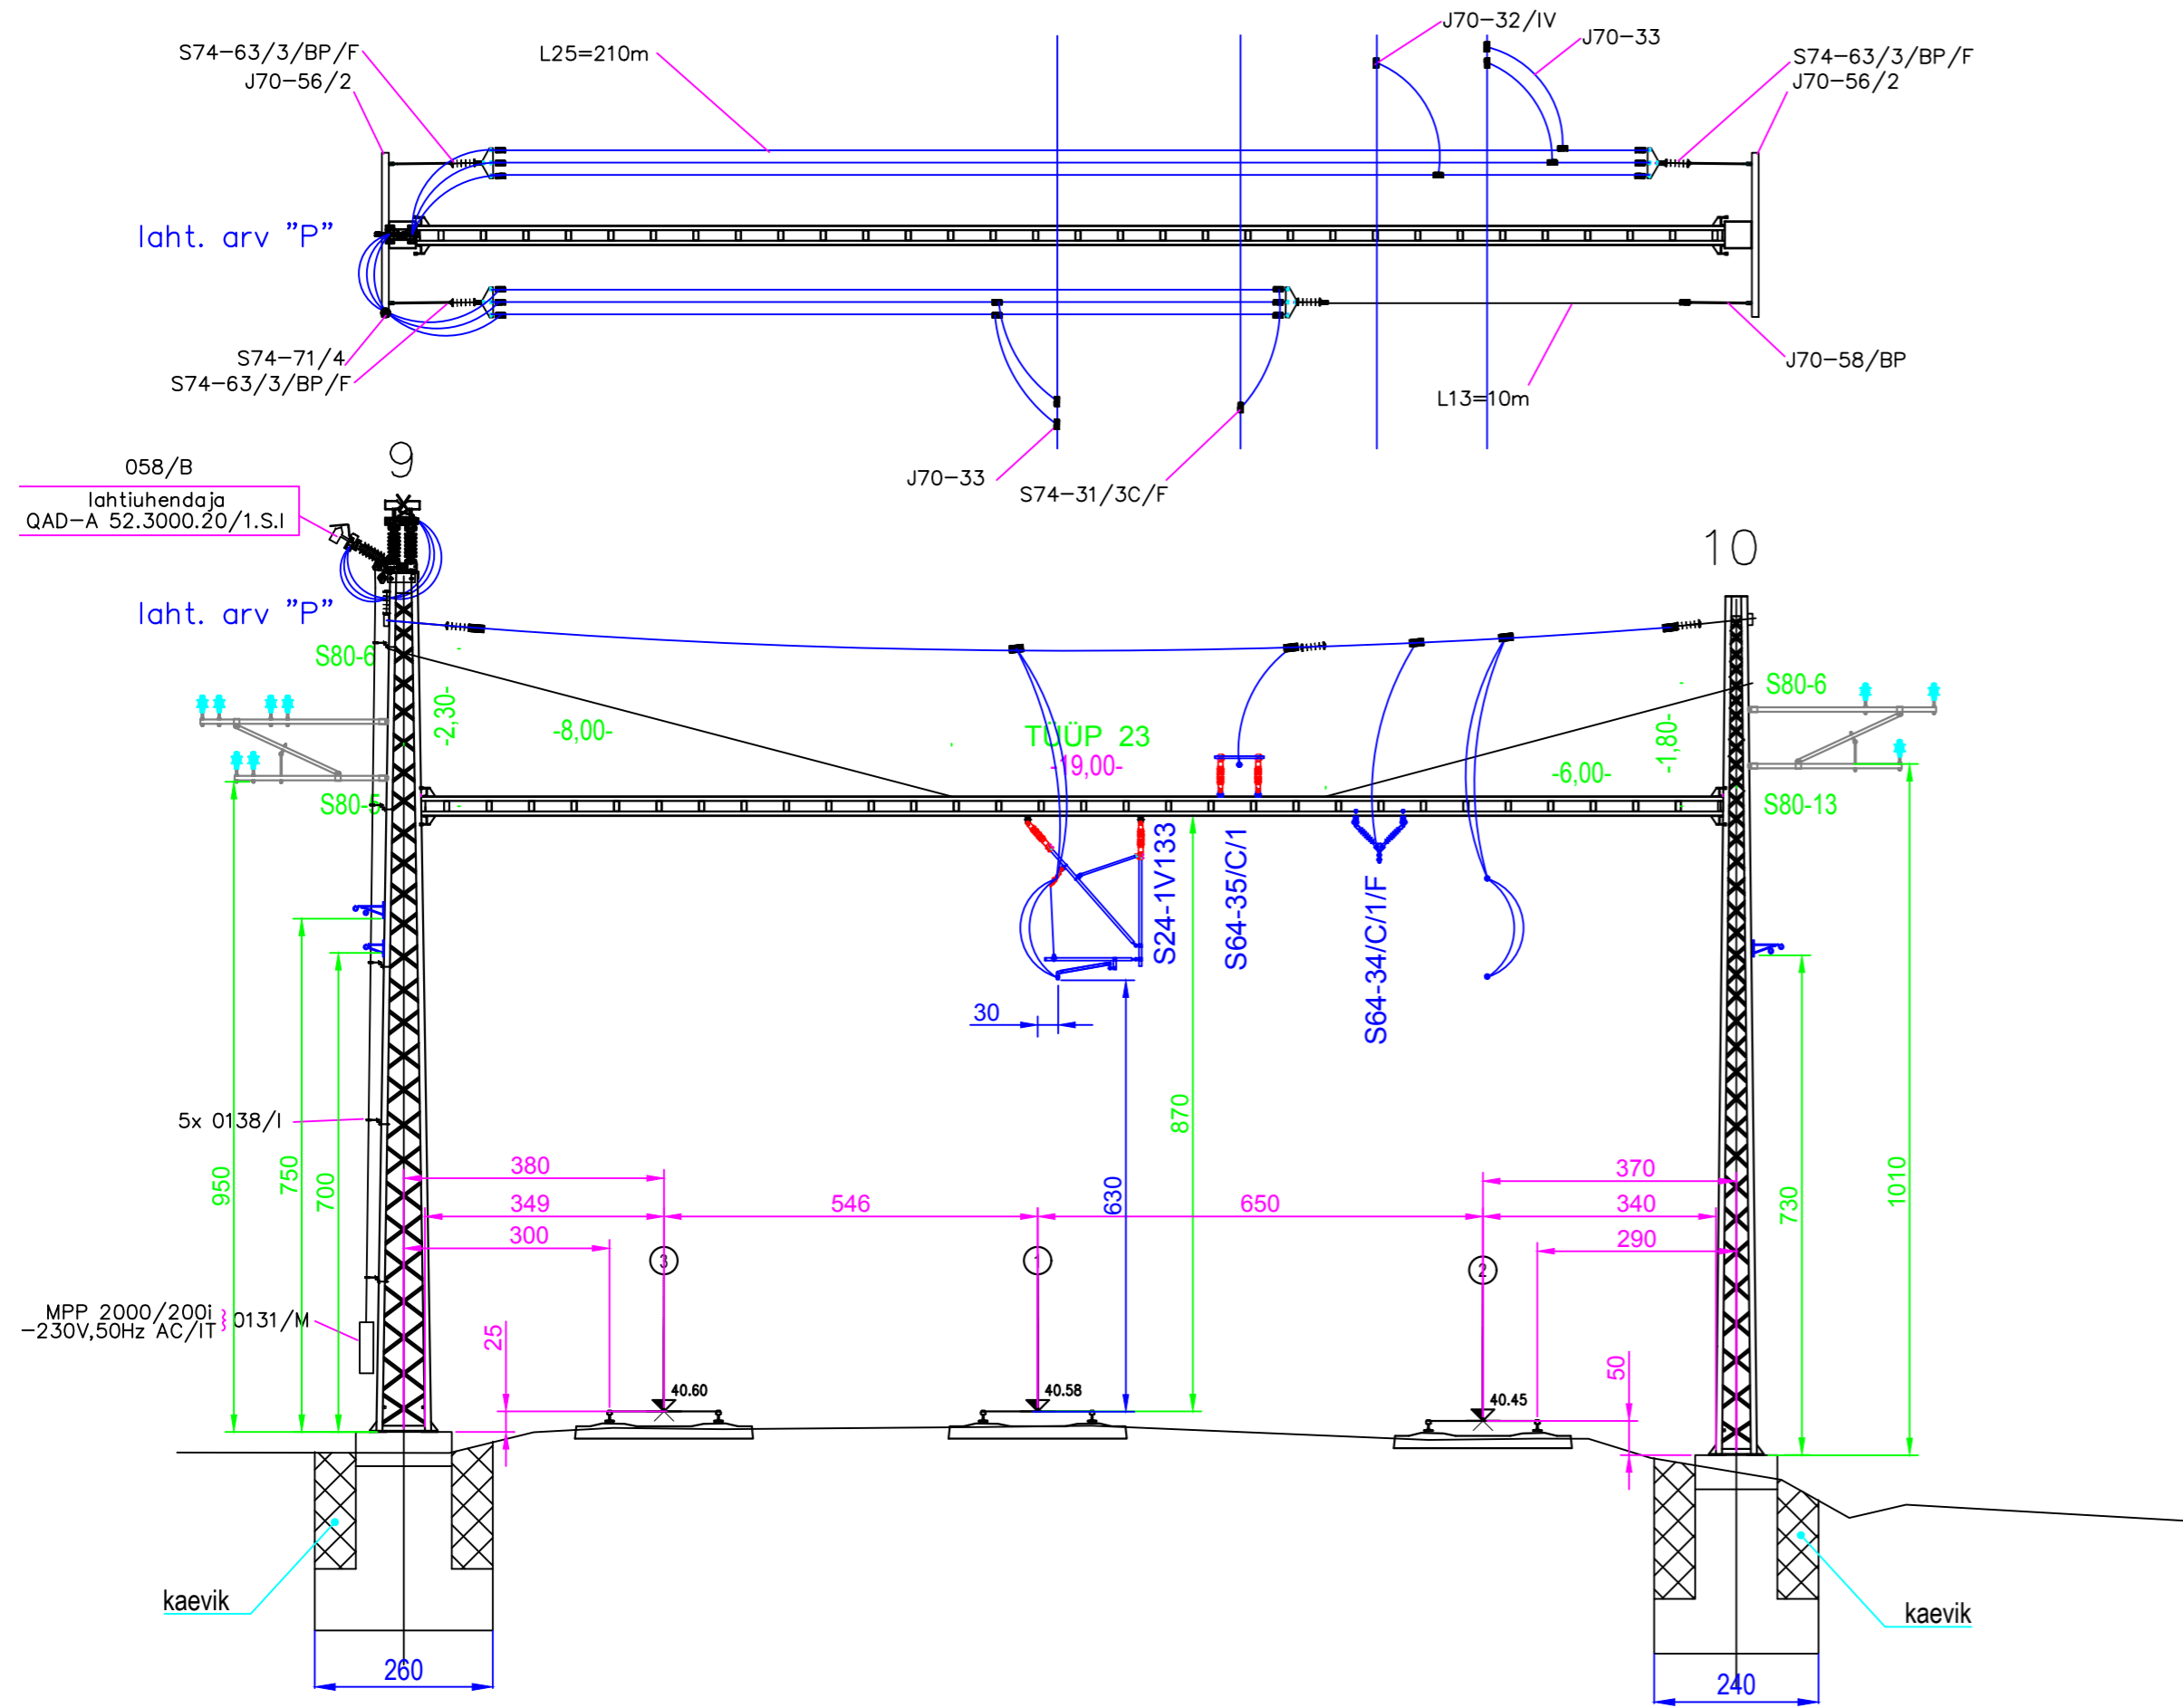 S74-63/3/BP/F
J70-56/2
L25=210m
J70-32/IV
J70-33
S74-63/3/BP/F
J70-56/2
laht. arv "P"
S74-71/4
S74-63/3/BP/F
J70-58/BP
L13=10m
J70-33
S74-31/3C/F
058/B
lahtiuhendaja
QAD-A 52.3000.20/1.S.I
9
10
laht. arv "P"
S80-6
-2,30-
-8,00-
TÜÜP 23
-19,00-
-6,00-
-1,80-
S80-6
S80-5
S80-13
S24-1V133
S64-35/C/1
S64-34/C/1/F
30
870
630
5x 0138/I
950
750
700
380
349
300
546
650
370
340
290
730
1010
3
1
2
MPP 2000/200i
-230V,50Hz AC/IT
0131/M
25
40.60
40.58
40.45
50
kaevik
kaevik
260
240